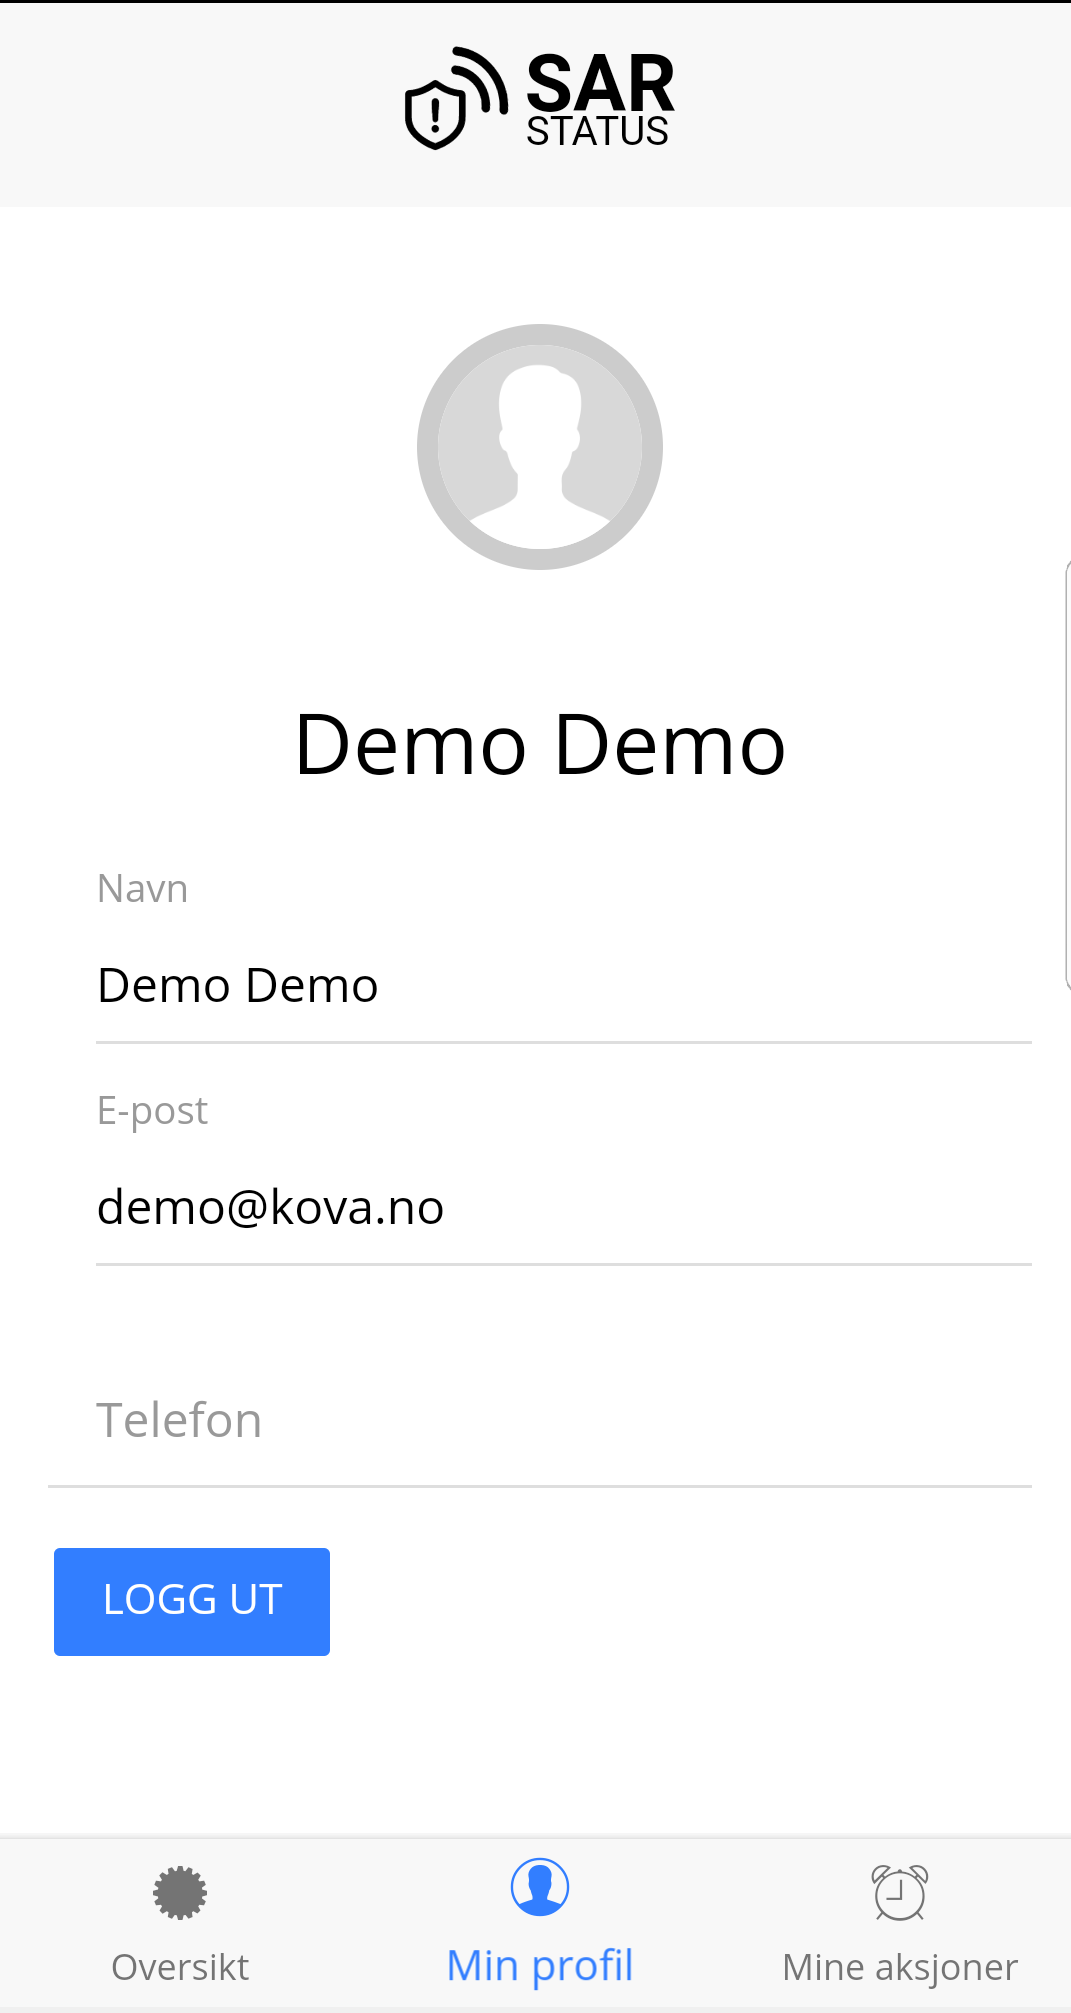 SAR
STATUS
Demo Demo
Navn
Demo Demo
E-post
demo@kova.no
Telefon
LOGG UT
Oversikt
Min profil
Mine aksjoner